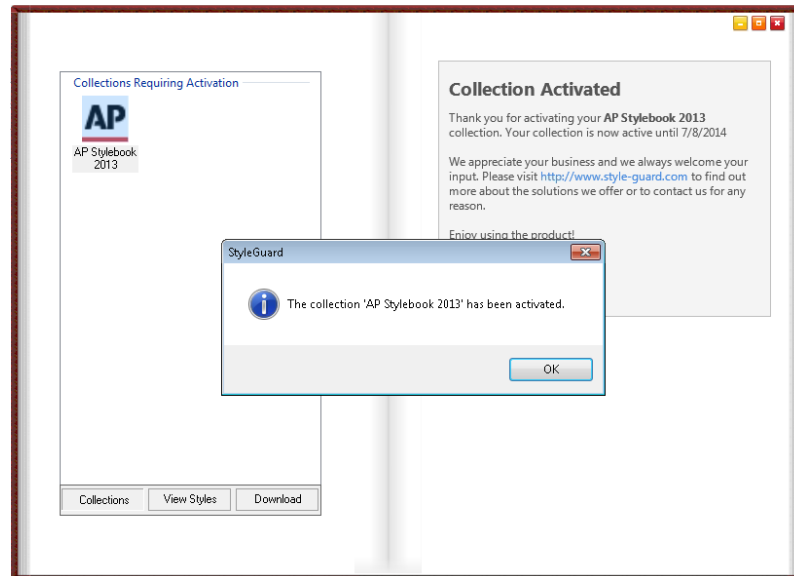 Collections Requiring Activation
AP
AP Stylebook
2013
Collections
View Styles
Download
Collection Activated
Thank you for activating your AP Stylebook 2013
collection. Your collection is now active until 7/8/2014
We appreciate your business and we always welcome your
input. Please visit http://www.style-guard.com to find out
more about the solutions we offer or to contact us for any
reason.
Enjoy using the product!
StyleGuard
The collection 'AP Stylebook 2013' has been activated.
OK